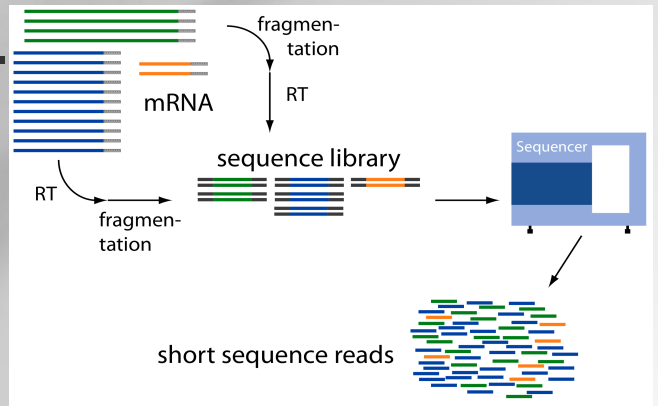 fragmen-
tation
mRNA
RT
sequence library
Sequencer
RT
fragmen-
tation
short sequence reads